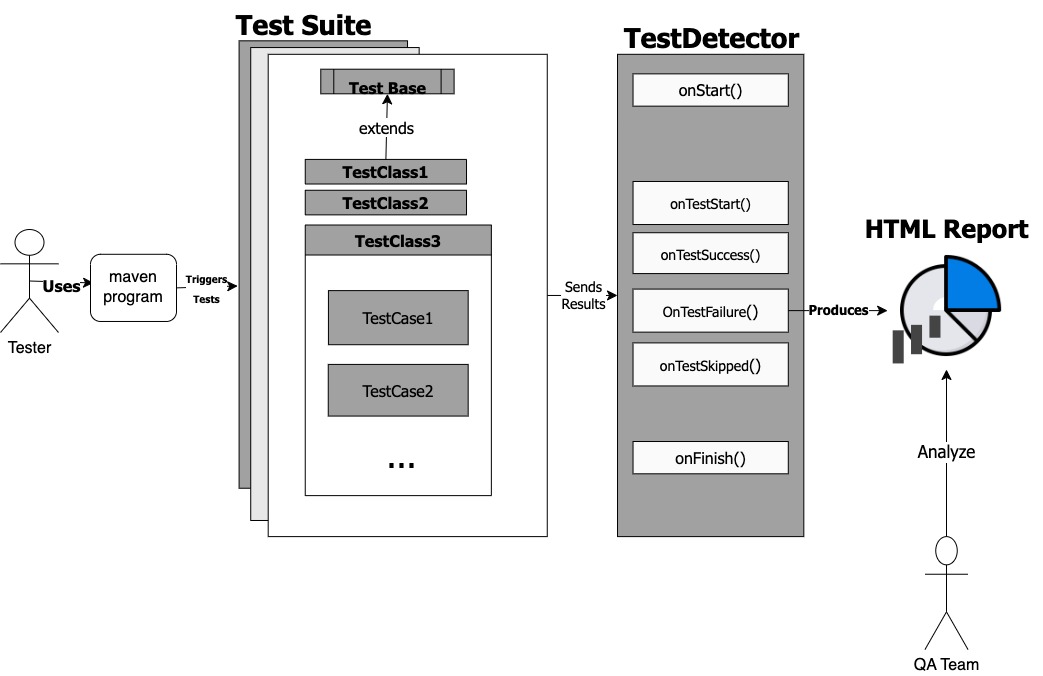 Test Suite
TestDetector
Test Base
extends
TestClass1
TestClass2
TestClass3
TestCase1
TestCase2
...
Tester
Uses
maven
program
Triggers
Tests
Sends
Results
onStart()
onTestStart()
onTestSuccess()
OnTestFailure()
onTestSkipped()
onFinish()
Produces
HTML Report
Analyze
QA Team